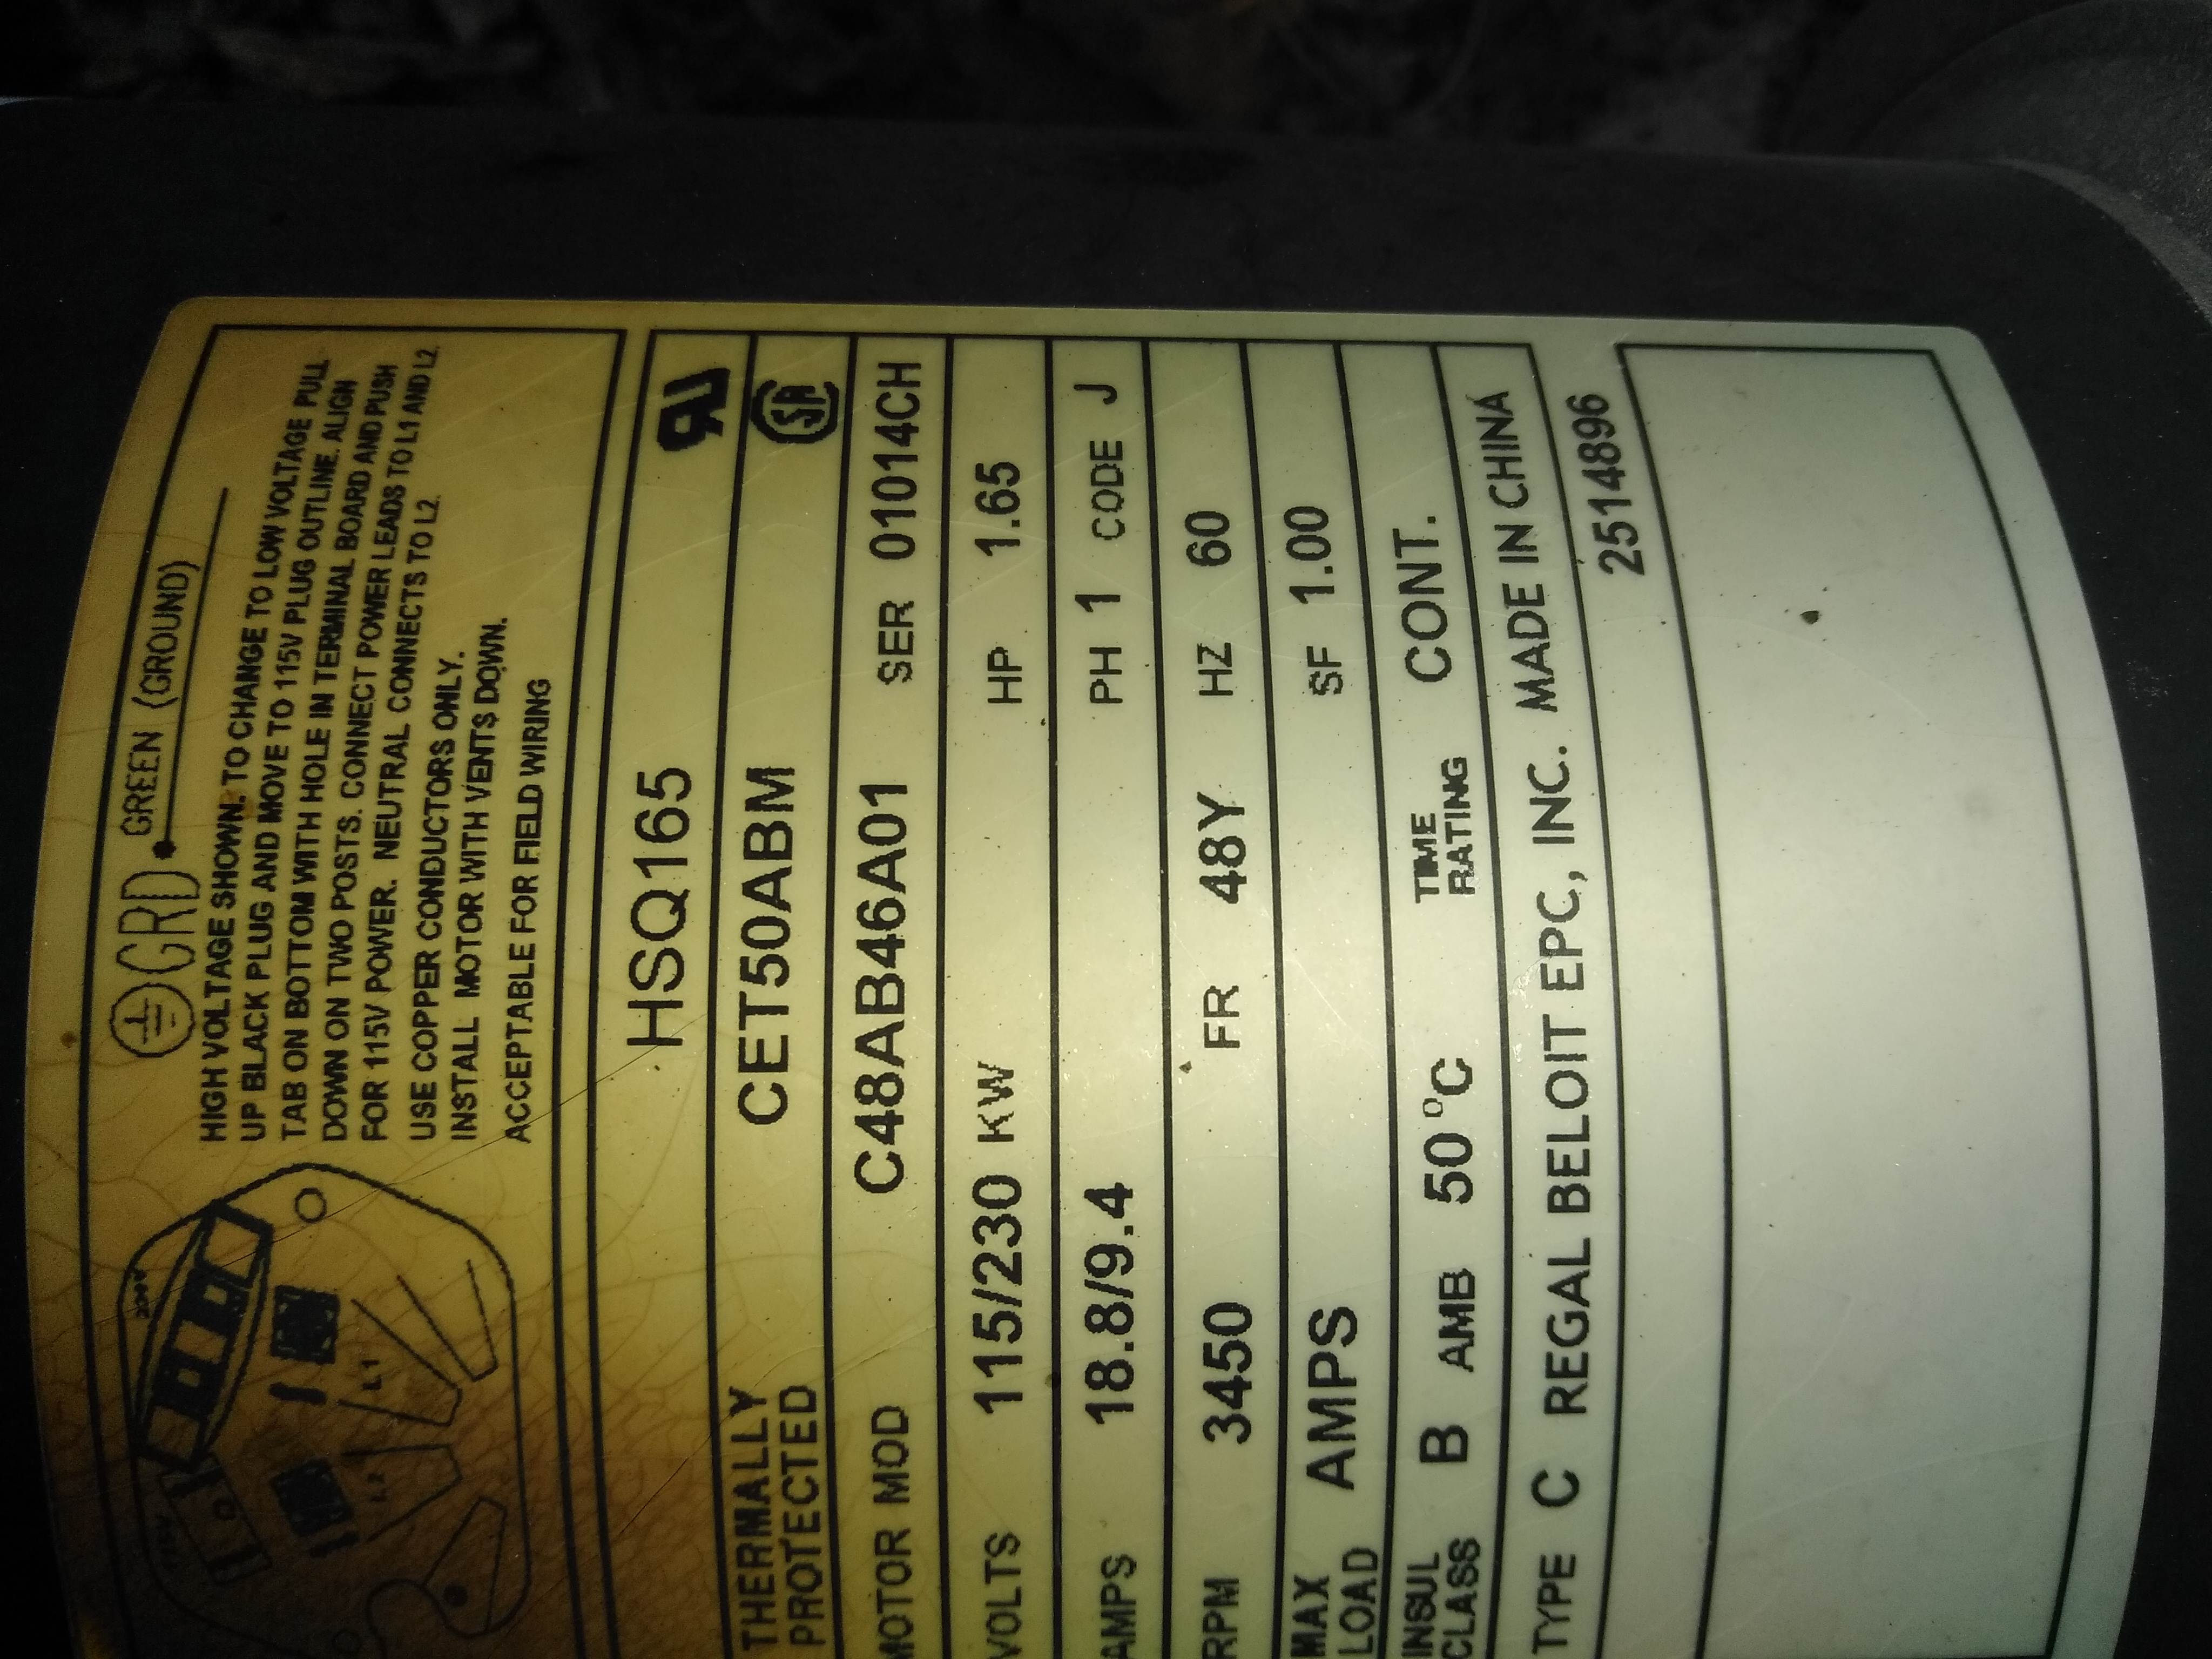 GRD GREEN (GROUND)
HIGH VOLTAGE SHOWN. TO CHANGE TO LOW VOLTAGE PULL
UP BLACK PLUG AND MOVE TO 115V PLUG OUTLINE. ALIGN
TAB ON BOTTOM WITH HOLE IN TERMINAL BOARD AND PUSH
DOWN ON TWO POSTS. CONNECT POWER LEADS TO L1 AND L2
FOR 115V POWER. NEUTRAL CONNECTS TO L2.
USE COPPER CONDUCTORS ONLY.
INSTALL MOTOR WITH VENTS DOWN.
ACCEPTABLE FOR FIELD WIRING
L1
L2
HSQ165
THERMALLY
PROTECTED
CET50ABM
SA
MOTOR MOD C48AB46A01 SER 01014CH
VOLTS 115/230 KW HP 1.65
AMPS 18.8/9.4 PH 1 CODE J
RPM 3450 FR 48Y HZ 60
MAX
LOAD
AMPS SF 1.00
INSUL
CLASS
B AMB 50°C TIME
RATING
CONT.
TYPE C REGAL BELOIT EPC, INC. MADE IN CHINA
2514896